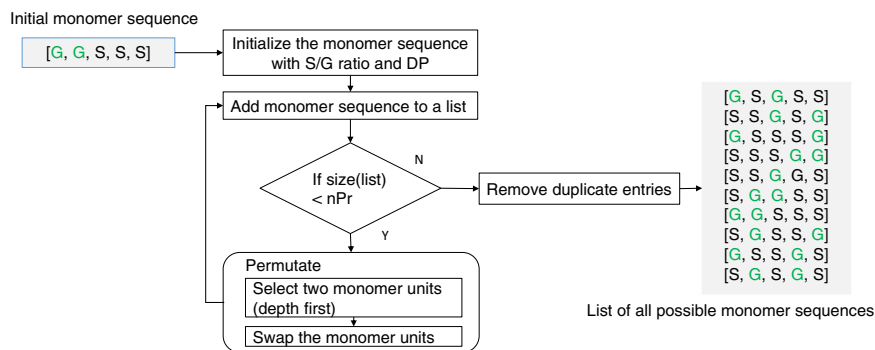 Initial monomer sequence
[G, G, S, S, S]
Initialize the monomer sequence
with S/G ratio and DP
Add monomer sequence to a list
If size(list)
< nPr
N
Y
Remove duplicate entries
Permutate
Select two monomer units
(depth first)
Swap the monomer units
[G, S, G, S, S]
[S, S, G, S, G]
[G, S, S, S, G]
[S, S, S, G, G]
[S, S, G, G, S]
[S, G, G, S, S]
[G, G, S, S, S]
[S, G, S, S, G]
[G, S, S, G, S]
[S, G, S, G, S]
List of all possible monomer sequences